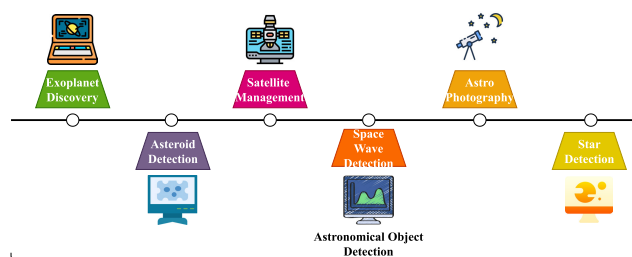 Exoplanet
Discovery
Satellite
Management
Astro
Photography
Asteroid
Detection
Space
Wave
Detection
Star
Detection
Astronomical Object
Detection